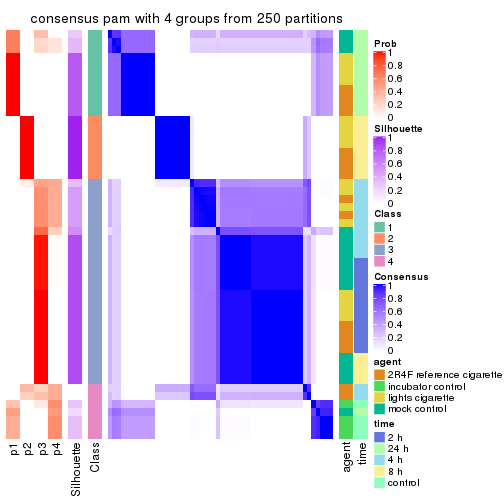 consensus pam with 4 groups from 250 partitions
Prob
1
0.8
0.6
0.4
0.2
0
Silhouette
1
0.8
0.6
0.4
0.2
0
Class
1
2
3
4
Consensus
1
0.8
0.6
0.4
0.2
0
agent
2R4F reference cigarette
incubator control
lights cigarette
mock control
time
2 h
24 h
4 h
8 h
control
p1
p2
p3
p4
Silhouette
Class
agent
time